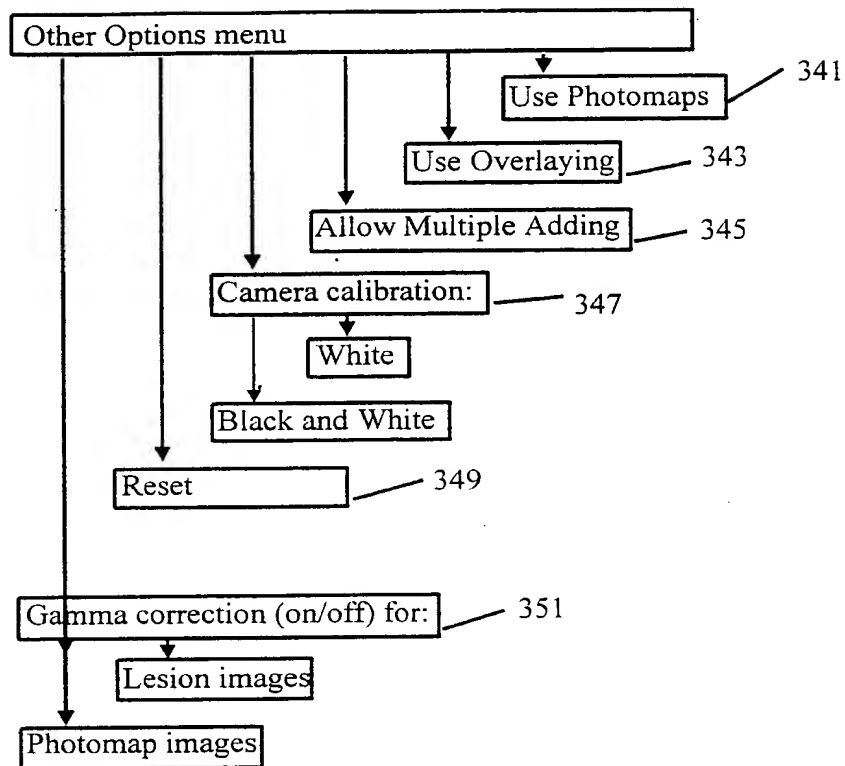 Other Options menu
Use Photomaps 341
Use Overlaying 343
Allow Multiple Adding 345
Camera calibration: 347
White
Black and White
Reset 349
Gamma correction (on/off) for: 351
Lesion images
Photomap images